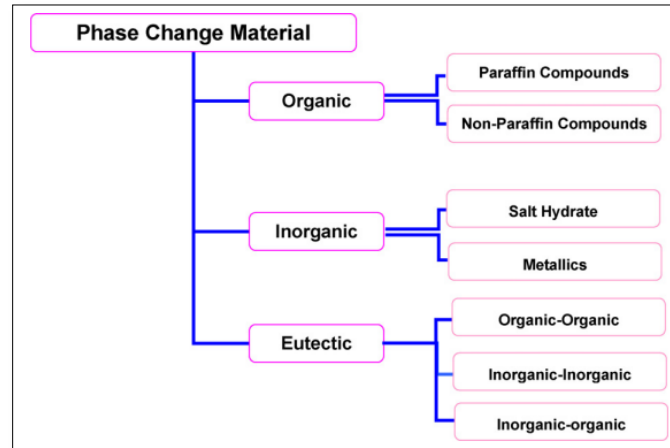 Phase Change Material
Organic
Paraffin Compounds
Non-Paraffin Compounds
Inorganic
Salt Hydrate
Metallics
Eutectic
Organic-Organic
Inorganic-Inorganic
Inorganic-organic